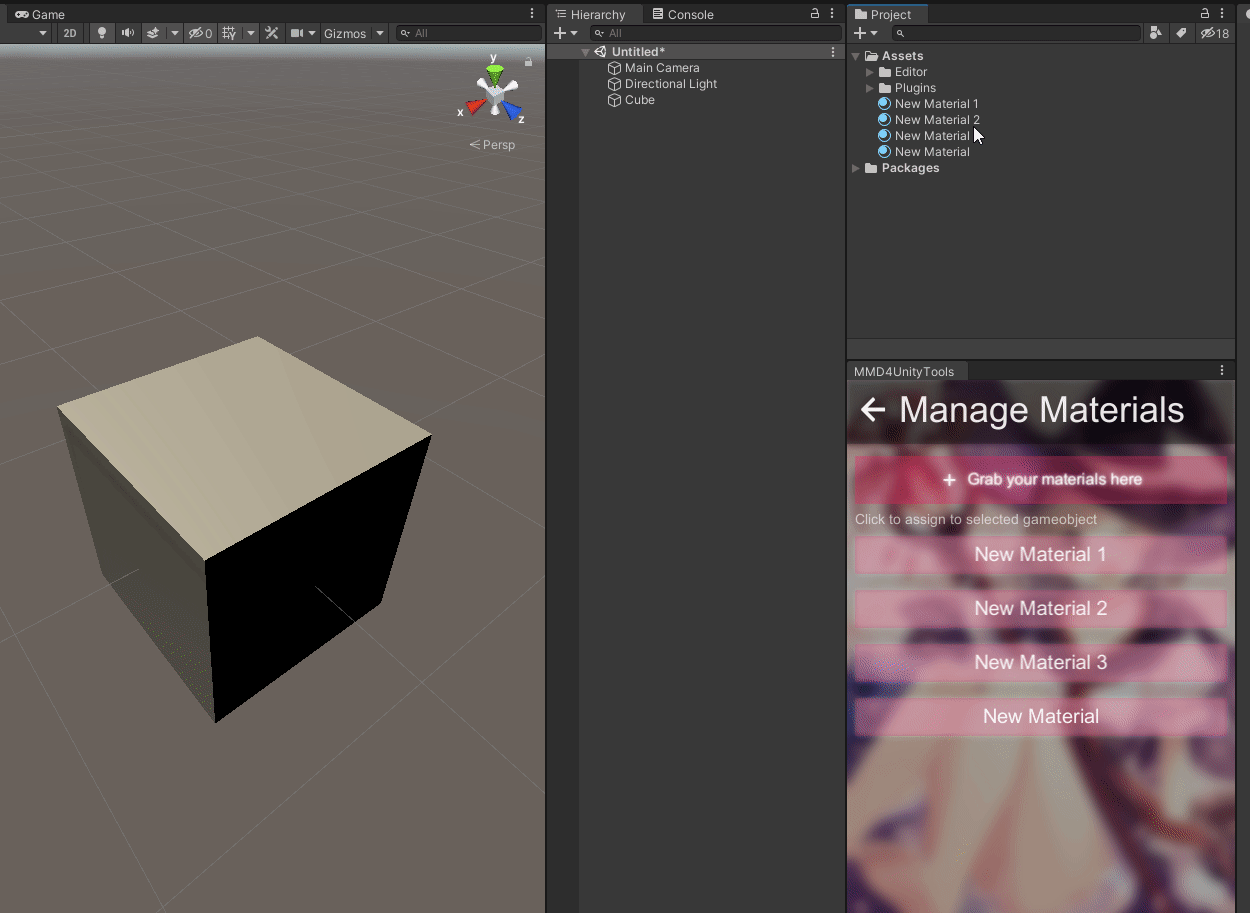 Game
2D
0
Gizmos
All
y
x
z
Persp
Hierarchy
Console
All
Untitled*
Main Camera
Directional Light
Cube
Project
18
Assets
Editor
Plugins
New Material 1
New Material 2
New Material
New Material
Packages
MMD4UnityTools
Manage Materials
+ Grab your materials here
Click to assign to selected gameobject
New Material 1
New Material 2
New Material 3
New Material